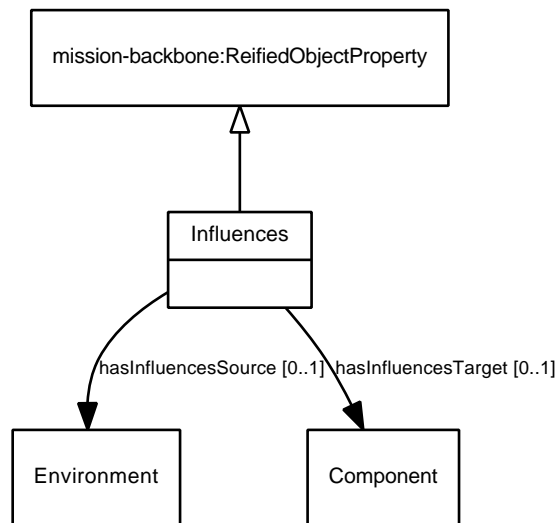 mission-backbone:ReifiedObjectProperty
Influences
hasInfluencesSource [0..1]
hasInfluencesTarget [0..1]
Environment
Component